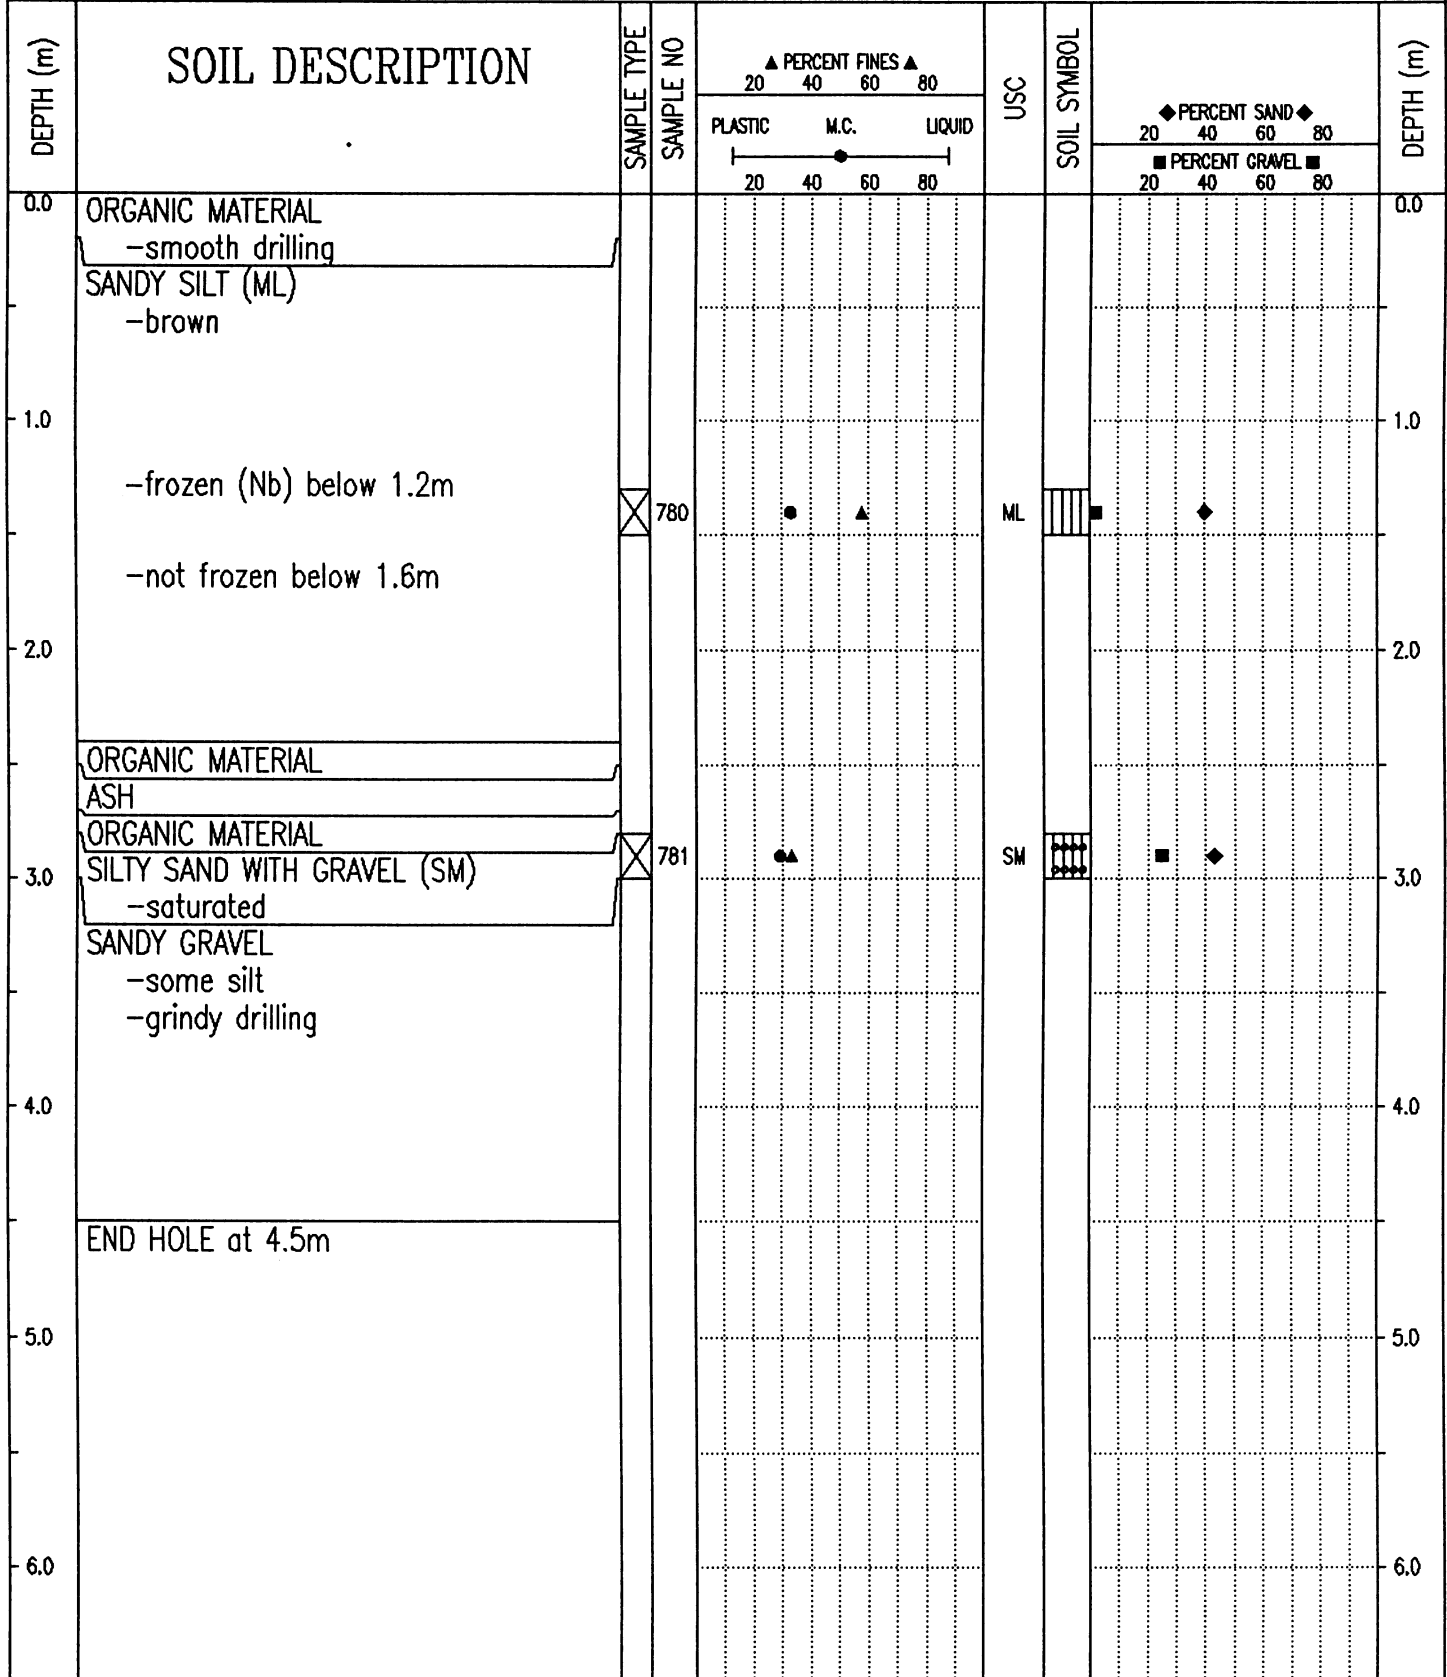 DEPTH (m)
SOIL DESCRIPTION
SAMPLE TYPE
SAMPLE NO
▲ PERCENT FINES ▲
20 40 60 80
PLASTIC M.C. LIQUID
20 40 60 80
USC
SOIL SYMBOL
◆ PERCENT SAND ◆
20 40 60 80
■ PERCENT GRAVEL ■
20 40 60 80
DEPTH (m)
0.0 ORGANIC MATERIAL 0.0
-smooth drilling
SANDY SILT (ML)
-brown
1.0 1.0
-frozen (Nb) below 1.2m
780 ML
-not frozen below 1.6m
2.0 2.0
ORGANIC MATERIAL
ASH
ORGANIC MATERIAL
781 SM
3.0 SILTY SAND WITH GRAVEL (SM) 3.0
-saturated
SANDY GRAVEL
-some silt
-grindy drilling
4.0 4.0
END HOLE at 4.5m
5.0 5.0
6.0 6.0